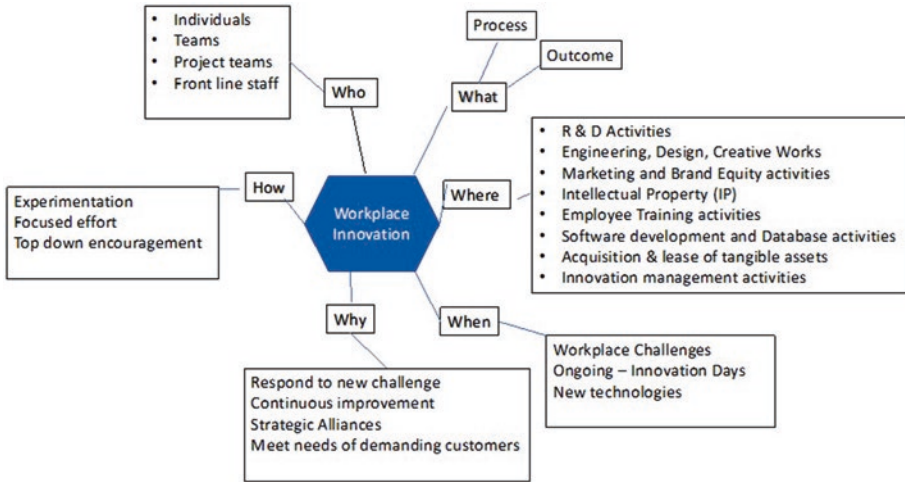 • Individuals
• Teams
• Project teams
• Front line staff
Who
Process
Outcome
What
• R & D Activities
• Engineering, Design, Creative Works
• Marketing and Brand Equity activities
• Intellectual Property (IP)
• Employee Training activities
• Software development and Database activities
• Acquisition & lease of tangible assets
• Innovation management activities
Where
How
Experimentation
Focused effort
Top down encouragement
Workplace
Innovation
Why
Respond to new challenge
Continuous improvement
Strategic Alliances
Meet needs of demanding customers
When
Workplace Challenges
Ongoing – Innovation Days
New technologies